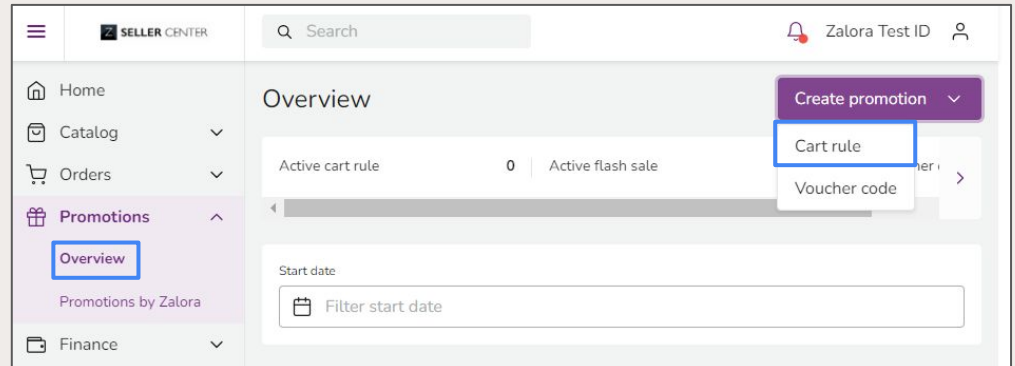 Z SELLER CENTER
Search
Zalora Test ID
Home
Catalog
Orders
Promotions
Overview
Promotions by Zalora
Finance
Overview
Create promotion
Cart rule
Voucher code
Active cart rule 0 Active flash sale
Start date
Filter start date